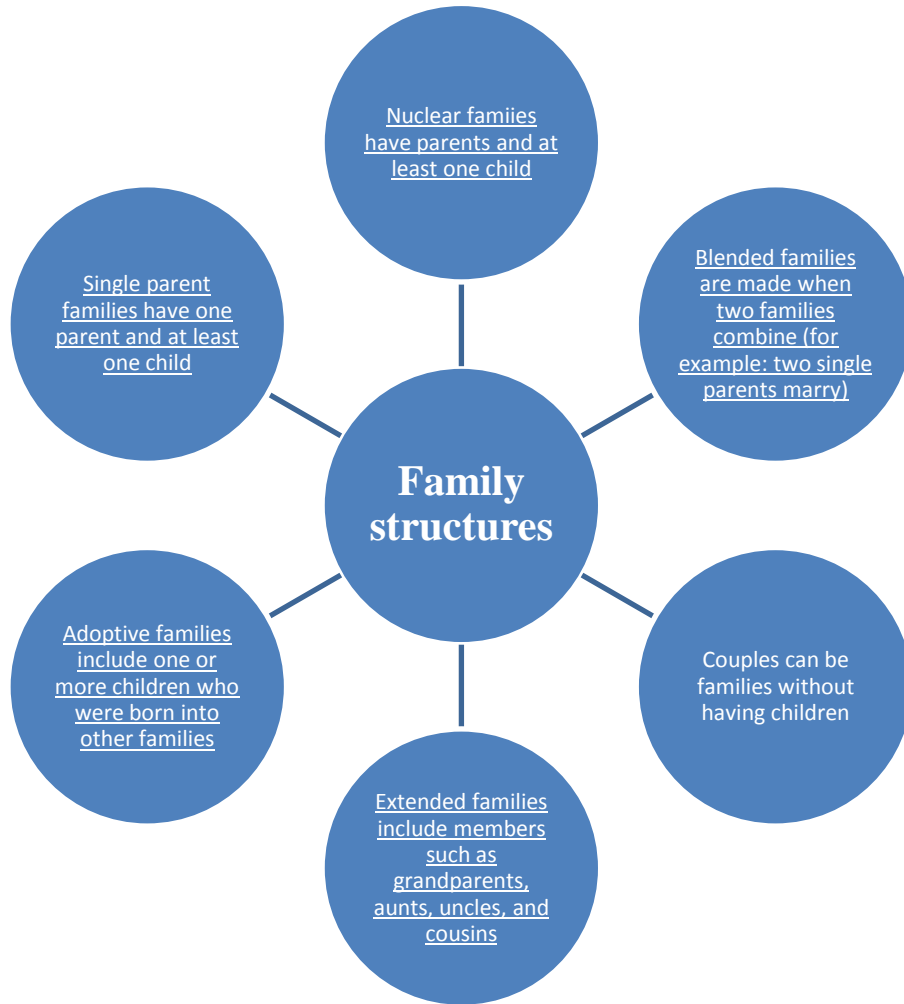 Nuclear famiies
have parents and at
least one child
Blended families
are made when
two families
combine (for
example: two single
parents marry)
Single parent
families have one
parent and at least
one child
Family
structures
Adoptive families
include one or
more children who
were born into
other families
Couples can be
families without
having children
Extended families
include members
such as
grandparents,
aunts, uncles, and
cousins